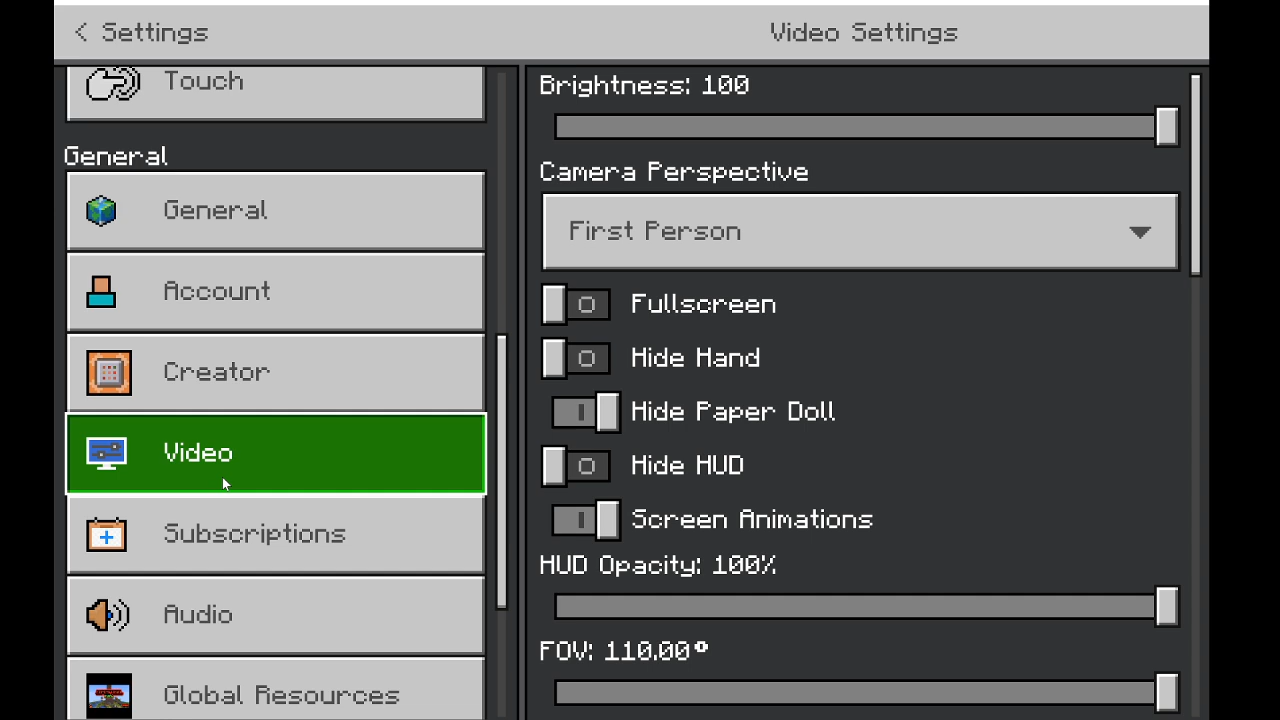 < Settings
Video Settings
Touch
General
General
Account
Creator
Video
Subscriptions
Audio
Global Resources
Brightness: 100
Camera Perspective
First Person
Fullscreen
Hide Hand
Hide Paper Doll
Hide HUD
Screen Animations
HUD Opacity: 100%
FOV: 110.00°